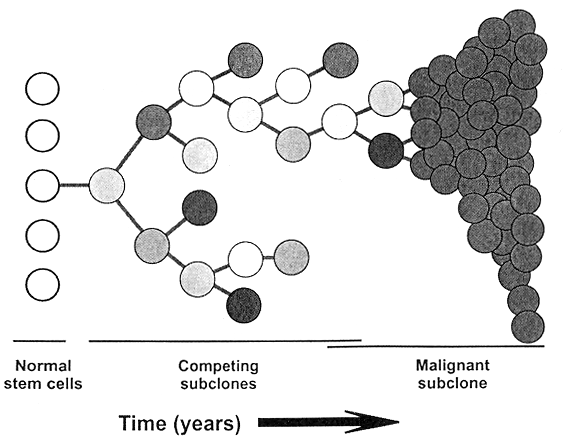 Normal
stem cells
Competing
subclones
Malignant
subclone
Time (years)